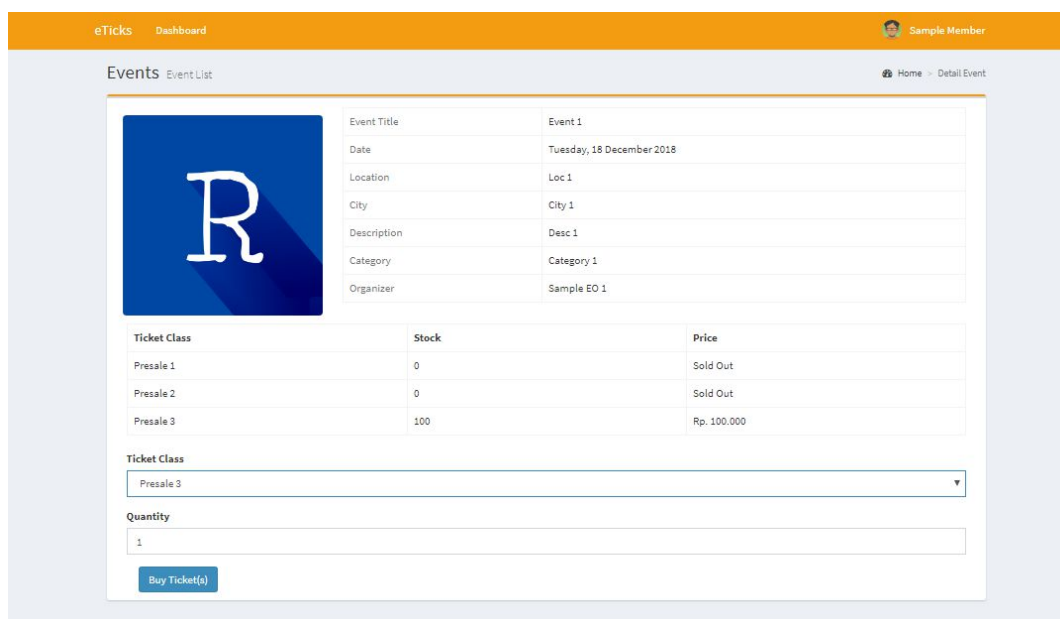 eTicks Dashboard Sample Member
Events Event List Home > Detail Event
R
Event Title Event 1
Date Tuesday, 18 December 2018
Location Loc 1
City City 1
Description Desc 1
Category Category 1
Organizer Sample EO 1
Ticket Class Stock Price
Presale 1 0 Sold Out
Presale 2 0 Sold Out
Presale 3 100 Rp. 100.000
Ticket Class
Presale 3
Quantity
1
Buy Ticket(s)